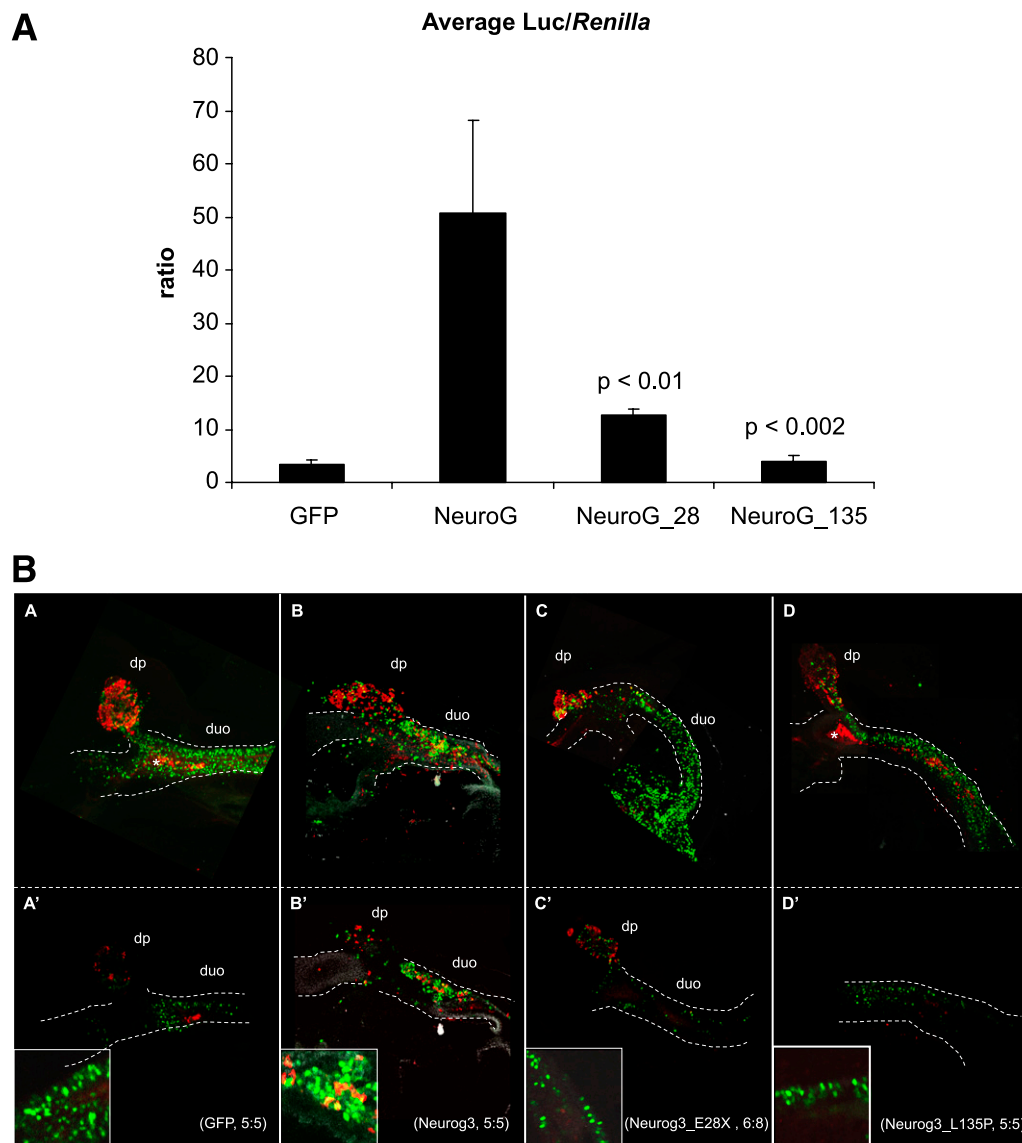 A
Average Luc/Renilla
80
70
60
50
40
30
20
10
0
ratio
p < 0.01
p < 0.002
GFP NeuroG NeuroG_28 NeuroG_135
B
A B C D
dp
duo
*
dp
duo
dp
duo
dp
duo
*
A' B' C' D'
dp
duo
(GFP, 5:5)
dp
duo
(Neurog3, 5:5)
dp
duo
(Neurog3_E28X , 6:8)
(Neurog3_L135P, 5:5)